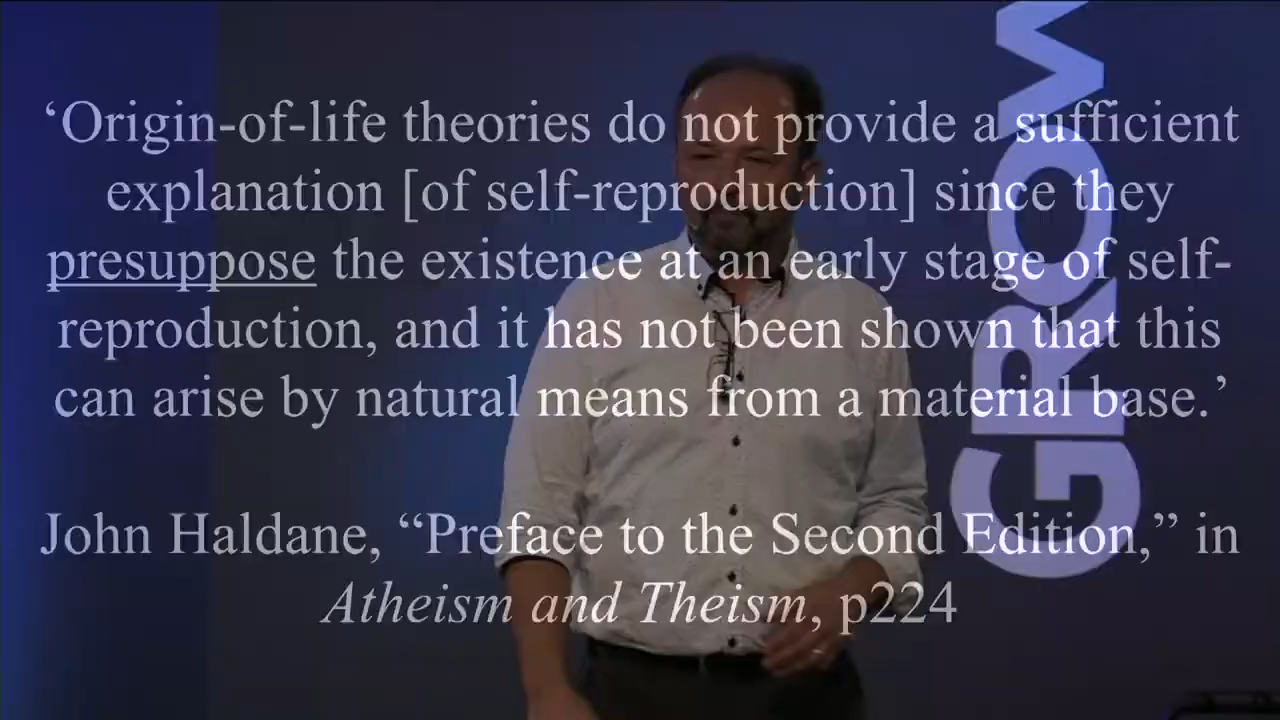 ‘Origin-of-life theories do not provide a sufficient
explanation [of self-reproduction] since they
presuppose the existence at an early stage of self-
reproduction, and it has not been shown that this
can arise by natural means from a material base.’
John Haldane, “Preface to the Second Edition,” in
Atheism and Theism, p224
GROW